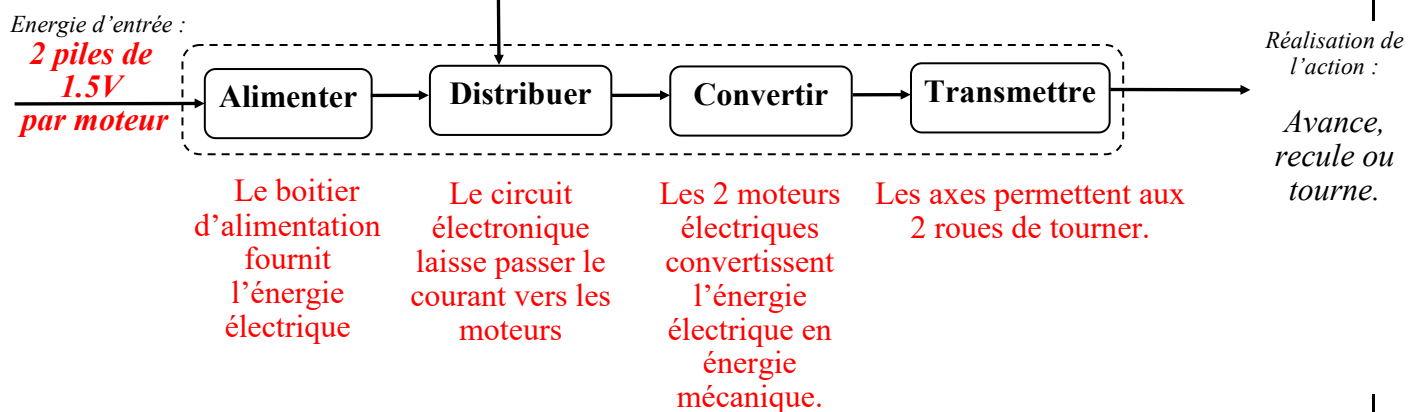 Energie d’entrée :
2 piles de
1.5V
par moteur
Alimenter
Distribuer
Convertir
Transmettre
Réalisation de
l’action :
Avance,
recule ou
tourne.
Le boitier
d’alimentation
fournit
l’énergie
électrique
Le circuit
électronique
laisse passer le
courant vers les
moteurs
Les 2 moteurs
électriques
convertissent
l’énergie
électrique en
énergie
mécanique.
Les axes permettent aux
2 roues de tourner.